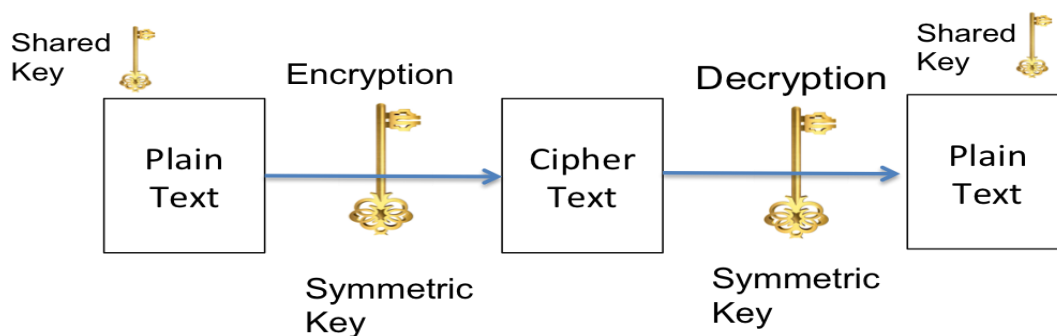 Shared
Key
Encryption
Decryption
Shared
Key
Plain
Text
Cipher
Text
Plain
Text
Symmetric
Key
Symmetric
Key